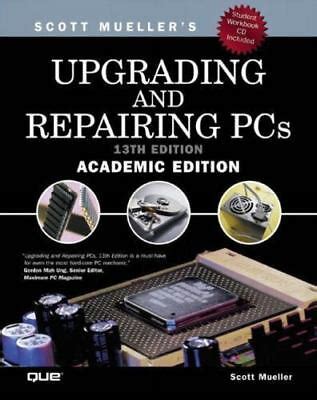 SCOTT MUELLER'S
Student
Workbook
CD
Included
UPGRADING
AND
REPAIRING PCs
13TH EDITION
ACADEMIC EDITION
"Upgrading and Repairing PCs, 13th Edition is a must have
for even the most hard-core PC mechanic."
Gordon Mah Ung, Senior Editor,
Maximum PC Magazine
QUE
Scott Mueller